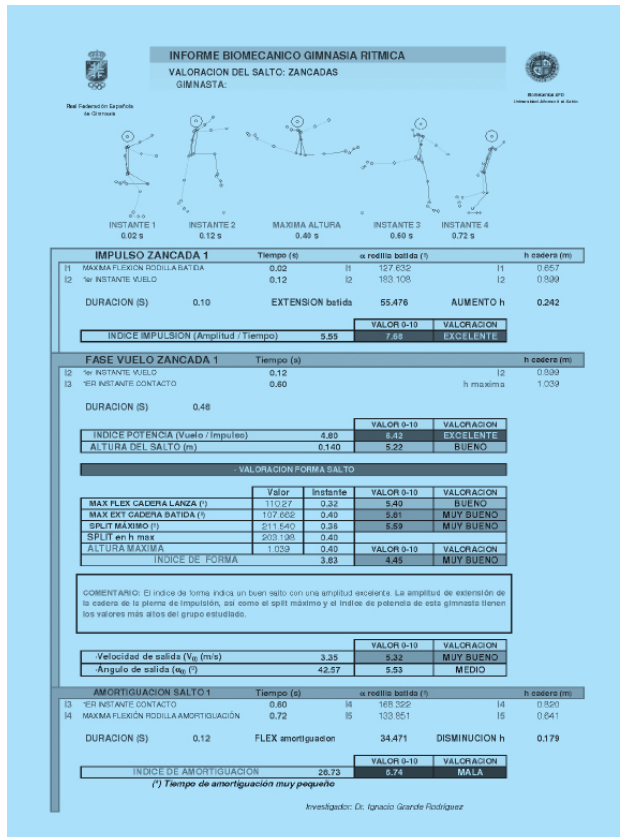 INFORME BIOMECANICO GIMNASIA RITMICA
VALORACION DEL SALTO: ZANCADAS
GIMNASTA:
Real Federación Española
de Gimnasia
Biomecánica
Universidad Alfonso X el Sabio
INSTANTE 1 INSTANTE 2 MAXIMA ALTURA INSTANTE 3 INSTANTE 4
0.02 s 0.12 s 0.40 s 0.60 s 0.72 s
IMPULSO ZANCADA 1 Tiempo (s) α rodilla batida (º) h cadera (m)
I1 MAXIMA FLEXION RODILLA BATIDA 0.02 I1 127.632 I1 0.657
I2 1er INSTANTE VUELO 0.12 I2 183.108 I2 0.899
DURACION (S) 0.10 EXTENSION batida 55.476 AUMENTO h 0.242
VALOR 0-10 VALORACION
INDICE IMPULSION (Amplitud / Tiempo) 5.55 7.68 EXCELENTE
FASE VUELO ZANCADA 1 Tiempo (s) h cadera (m)
I2 1er INSTANTE VUELO 0.12 I2 0.899
I3 1ER INSTANTE CONTACTO 0.60 h maxima 1.039
DURACION (S) 0.48
VALOR 0-10 VALORACION
INDICE POTENCIA (Vuelo / Impulso) 4.80 6.42 EXCELENTE
ALTURA DEL SALTO (m) 0.140 5.22 BUENO
- VALORACION FORMA SALTO
Valor Instante VALOR 0-10 VALORACION
MAX FLEX CADERA LANZA (º) 110.27 0.32 5.40 BUENO
MAX EXT CADERA BATIDA (º) 107.662 0.40 5.61 MUY BUENO
SPLIT MÁXIMO (º) 211.540 0.36 5.59 MUY BUENO
SPLIT en h max 203.198 0.40
ALTURA MAXIMA 1.039 0.40 VALOR 0-10 VALORACION
INDICE DE FORMA 3.83 4.45 MUY BUENO
COMENTARIO: El indice de forma indica un buen salto con una amplitud excelente. La amplitud de extensión de
la cadera de la pierna de impulsión, así como el split máximo y el indice de potencia de esta gimnasta tienen
los valores más altos del grupo estudiado.
VALOR 0-10 VALORACION
-Velocidad de salida (V₀) (m/s) 3.35 5.32 MUY BUENO
-Ángulo de salida (α₀) (º) 42.57 5.53 MEDIO
AMORTIGUACION SALTO 1 Tiempo (s) α rodilla batida (º) h cadera (m)
I3 1ER INSTANTE CONTACTO 0.60 I4 168.322 I4 0.820
I4 MAXIMA FLEXIÓN RODILLA AMORTIGUACIÓN 0.72 I5 133.851 I5 0.641
DURACION (S) 0.12 FLEX amortiguacion 34.471 DISMINUCION h 0.179
VALOR 0-10 VALORACION
INDICE DE AMORTIGUACION 28.73 5.74 MALA
(*) Tiempo de amortiguación muy pequeño
Investigador: Dr. Ignacio Grande Rodríguez